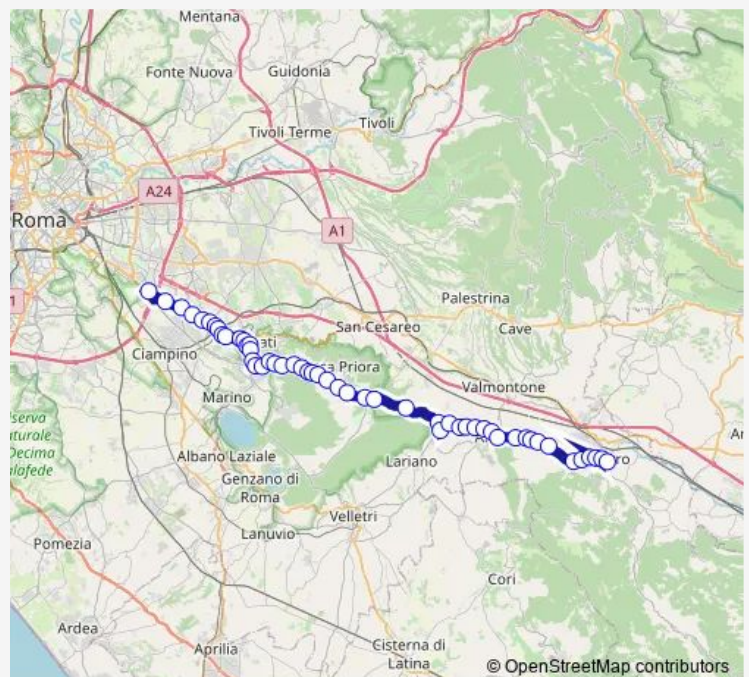 Mentana
Fonte Nuova
Guidonia
Tivoli Terme
Tivoli
A24
Roma
A1
Palestrina
San Cesareo
Cave
Ciampino
Priora
Valmontone
Marino
Albano Laziale
Lariano
Genzano di
Roma
Velletri
Lanuvio
Pomezia
Cori
Ardea
Aprilia
Cisterna di
Latina
© OpenStreetMap contributors